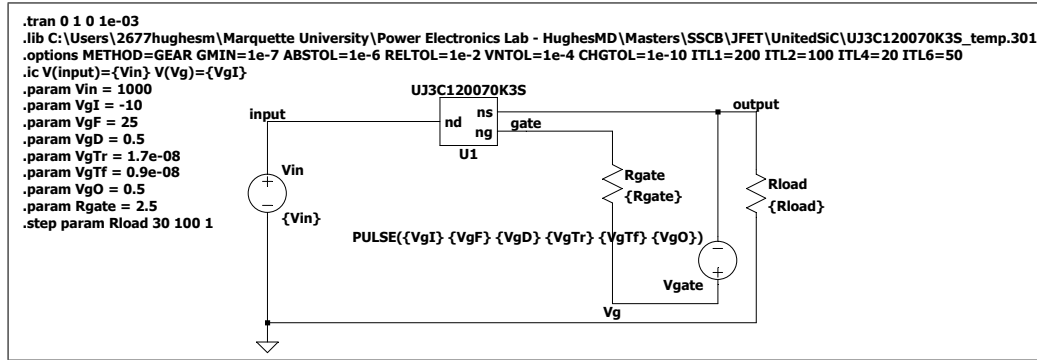 .tran 0 1 0 1e-03
.lib C:\Users\2677hughesm\Marquette University\Power Electronics Lab - HughesMD\Masters\SSCB\JFET\UnitedSiC\UJ3C120070K3S_temp.301
.options METHOD=GEAR GMIN=1e-7 ABSTOL=1e-6 RELTOL=1e-2 VNTOL=1e-4 CHGTOL=1e-10 ITL1=200 ITL2=100 ITL4=20 ITL6=50
.ic V(input)={Vin} V(Vg)={VgI}
.param Vin = 1000
.param VgI = -10
.param VgF = 25
.param VgD = 0.5
.param VgTr = 1.7e-08
.param VgTf = 0.9e-08
.param VgO = 0.5
.param Rgate = 2.5
.step param Rload 30 100 1
UJ3C120070K3S
input
nd
ns
ng
U1
gate
output
Vin
{Vin}
Rgate
{Rgate}
Rload
{Rload}
PULSE({VgI} {VgF} {VgD} {VgTr} {VgTf} {VgO})
Vgate
Vg